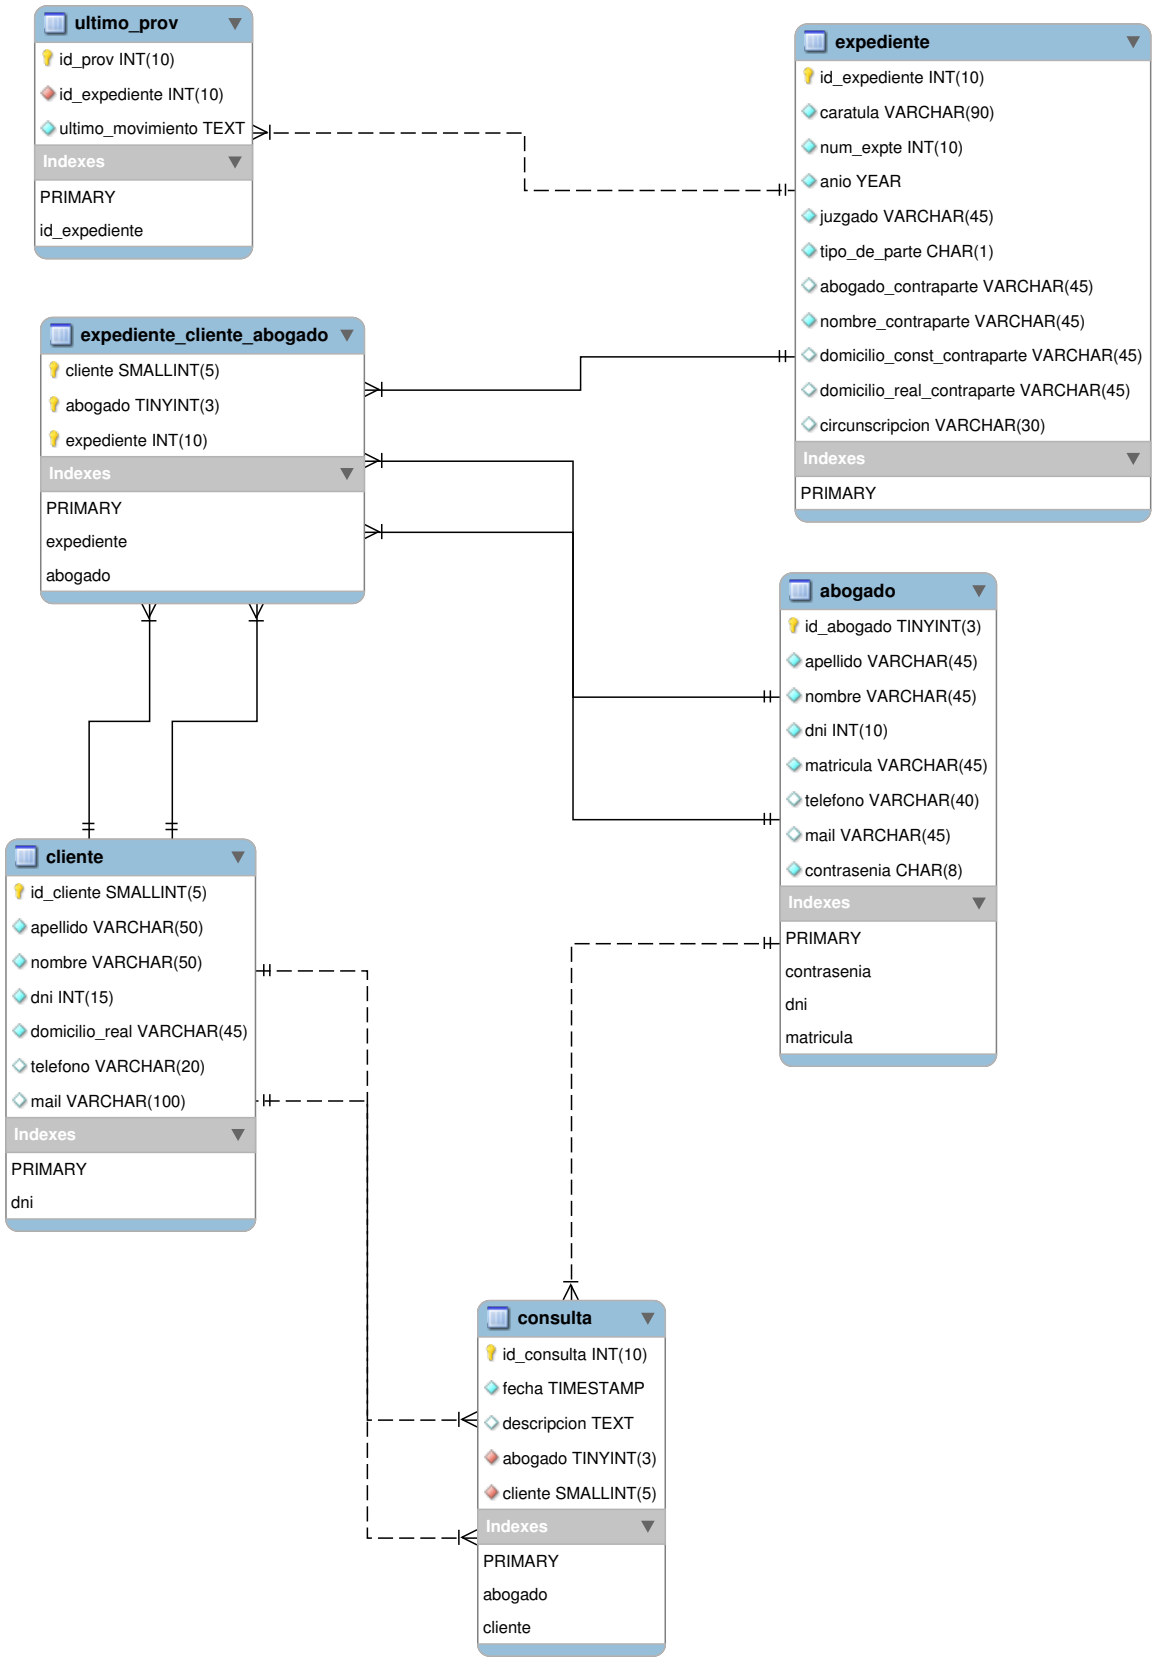 ultimo_prov
id_prov INT(10)
id_expediente INT(10)
ultimo_movimiento TEXT
Indexes
PRIMARY
id_expediente
expediente
id_expediente INT(10)
caratula VARCHAR(90)
num_expte INT(10)
anio YEAR
juzgado VARCHAR(45)
tipo_de_parte CHAR(1)
abogado_contraparte VARCHAR(45)
nombre_contraparte VARCHAR(45)
domicilio_const_contraparte VARCHAR(45)
domicilio_real_contraparte VARCHAR(45)
circunscripcion VARCHAR(30)
Indexes
PRIMARY
expediente_cliente_abogado
cliente SMALLINT(5)
abogado TINYINT(3)
expediente INT(10)
Indexes
PRIMARY
expediente
abogado
abogado
id_abogado TINYINT(3)
apellido VARCHAR(45)
nombre VARCHAR(45)
dni INT(10)
matricula VARCHAR(45)
telefono VARCHAR(40)
mail VARCHAR(45)
contrasenia CHAR(8)
Indexes
PRIMARY
contrasenia
dni
matricula
cliente
id_cliente SMALLINT(5)
apellido VARCHAR(50)
nombre VARCHAR(50)
dni INT(15)
domicilio_real VARCHAR(45)
telefono VARCHAR(20)
mail VARCHAR(100)
Indexes
PRIMARY
dni
consulta
id_consulta INT(10)
fecha TIMESTAMP
descripcion TEXT
abogado TINYINT(3)
cliente SMALLINT(5)
Indexes
PRIMARY
abogado
cliente